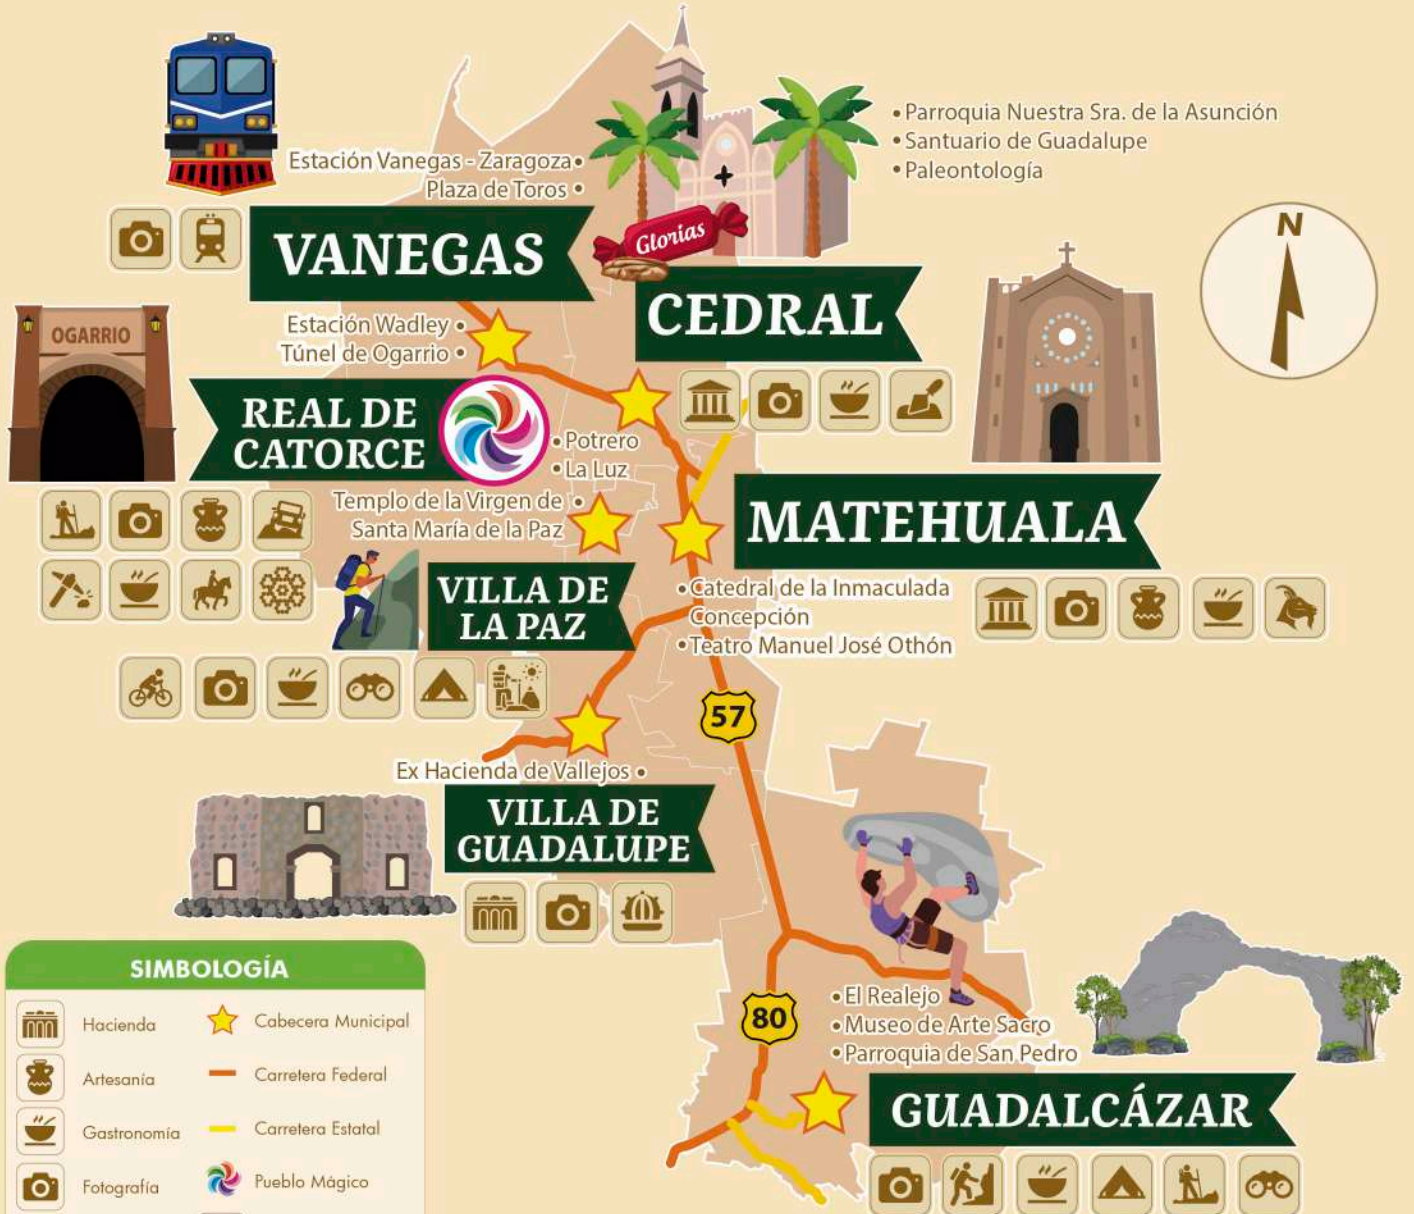 • Parroquia Nuestra Sra. de la Asunción
• Santuario de Guadalupe
• Paleontología
Estación Vanegas - Zaragoza •
Plaza de Toros •
Glorias
VANEGAS
N
CEDRAL
Estación Wadley •
Túnel de Ogarrio •
OGARRIO
REAL DE
CATORCE
• Potrero
• La Luz
Templo de la Virgen de •
Santa María de la Paz
MATEHUALA
VILLA DE
LA PAZ
• Catedral de la Inmaculada
Concepción
• Teatro Manuel José Othón
57
Ex Hacienda de Vallejos •
VILLA DE
GUADALUPE
• El Realejo
• Museo de Arte Sacro
• Parroquia de San Pedro
80
GUADALCÁZAR
SIMBOLOGÍA
Hacienda
Cabecera Municipal
Artesanía
Carretera Federal
Gastronomía
Carretera Estatal
Fotografía
Pueblo Mágico